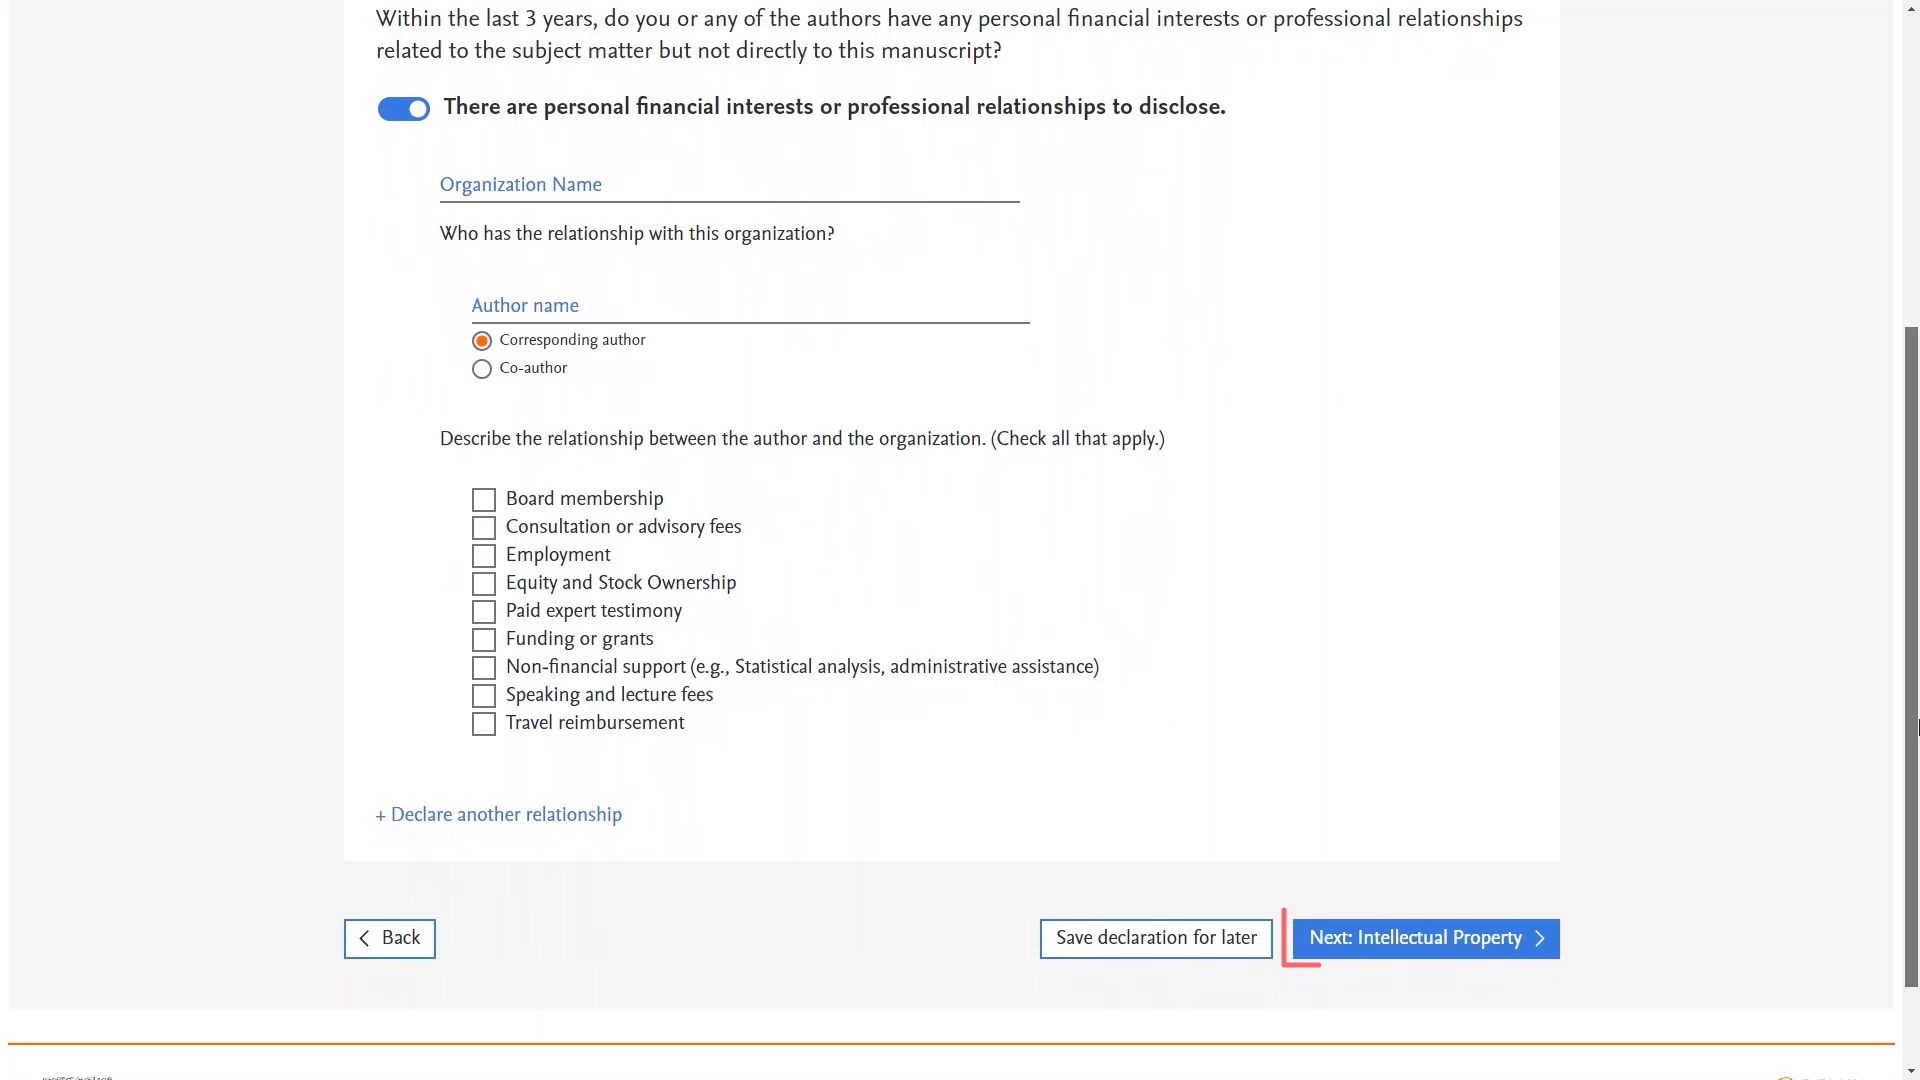 Within the last 3 years, do you or any of the authors have any personal financial interests or professional relationships
related to the subject matter but not directly to this manuscript?
There are personal financial interests or professional relationships to disclose.
Organization Name
Who has the relationship with this organization?
Author name
Corresponding author
Co-author
Describe the relationship between the author and the organization. (Check all that apply.)
Board membership
Consultation or advisory fees
Employment
Equity and Stock Ownership
Paid expert testimony
Funding or grants
Non-financial support (e.g., Statistical analysis, administrative assistance)
Speaking and lecture fees
Travel reimbursement
+ Declare another relationship
Back
Save declaration for later
Next: Intellectual Property